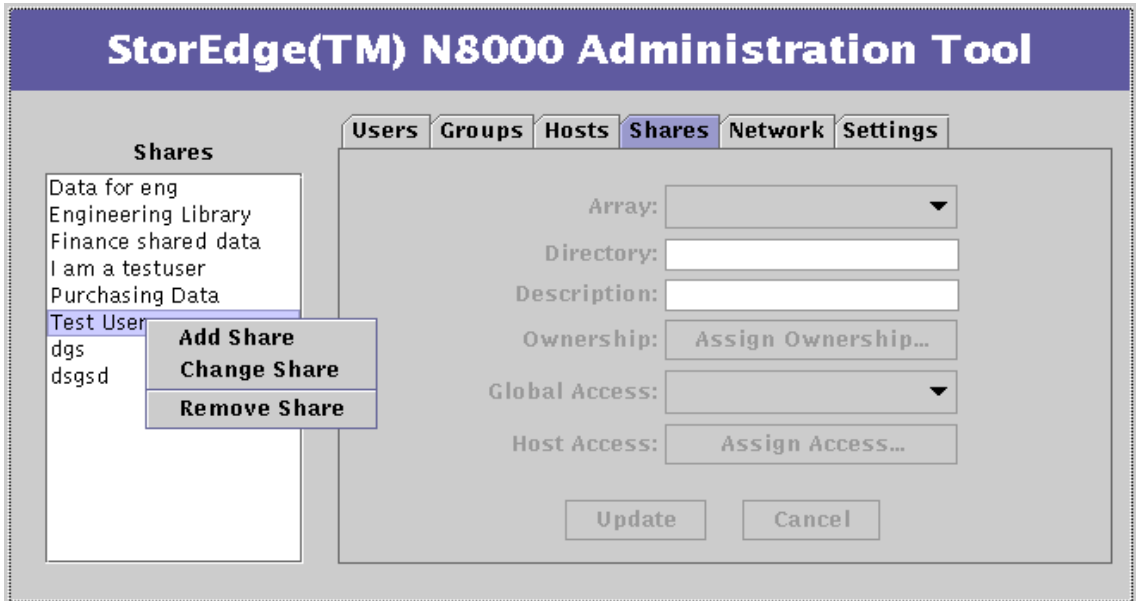 StorEdge(TM) N8000 Administration Tool
Users Groups Hosts Shares Network Settings
Shares
Data for eng
Engineering Library
Finance shared data
I am a testuser
Purchasing Data
Test User
dgs
dsgsd
Add Share
Change Share
Remove Share
Array:
Directory:
Description:
Ownership: Assign Ownership...
Global Access:
Host Access: Assign Access...
Update Cancel